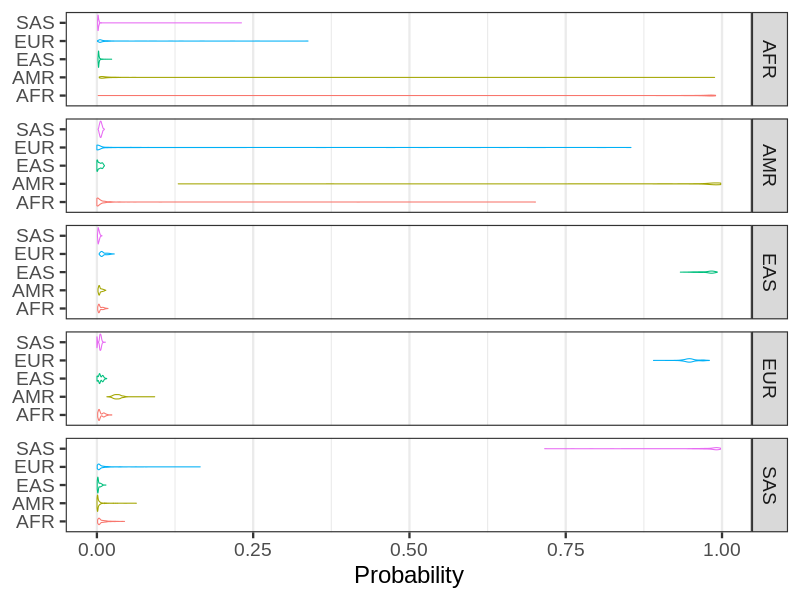 SAS
EUR
EAS
AMR
AFR
AFR
SAS
EUR
EAS
AMR
AFR
AMR
SAS
EUR
EAS
AMR
AFR
EAS
SAS
EUR
EAS
AMR
AFR
EUR
SAS
EUR
EAS
AMR
AFR
SAS
0.00 0.25 0.50 0.75 1.00
Probability